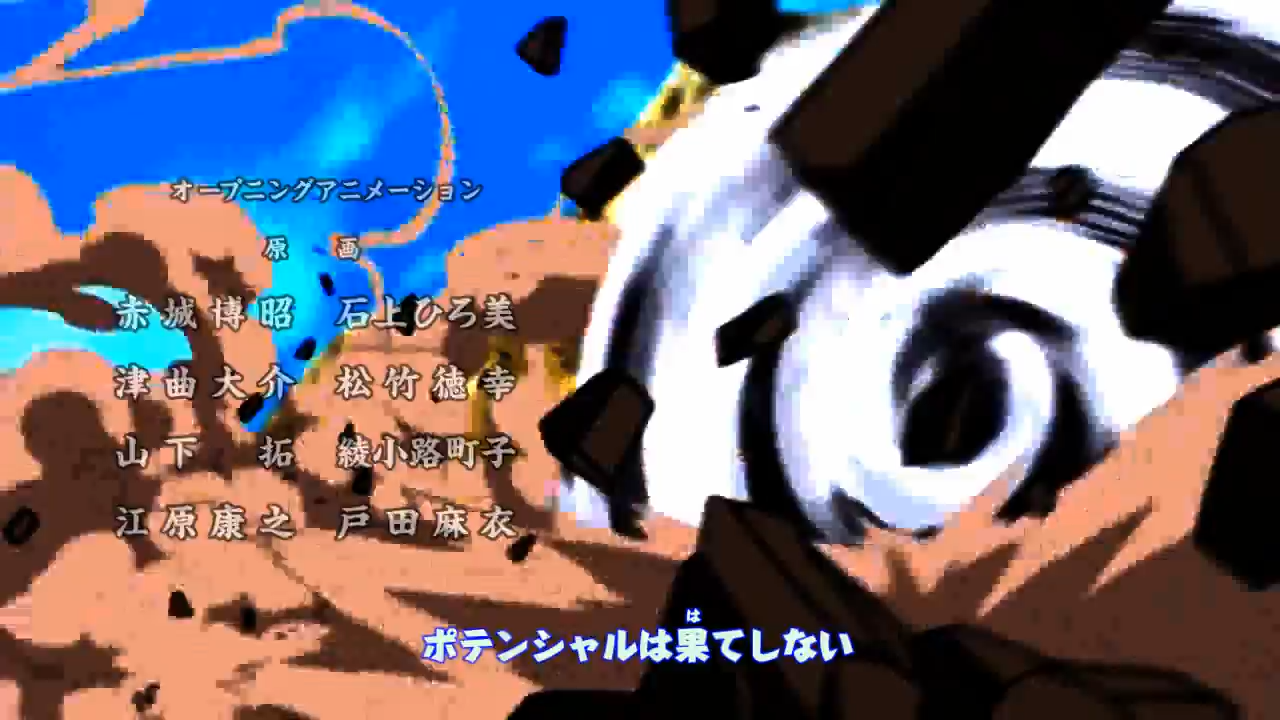 オープニングアニメーション
原 画
赤城博昭 石上ひろ美
津曲大介 松竹徳幸
山下 拓 綾小路町子
江原康之 戸田麻衣
は
ポテンシャルは果てしない